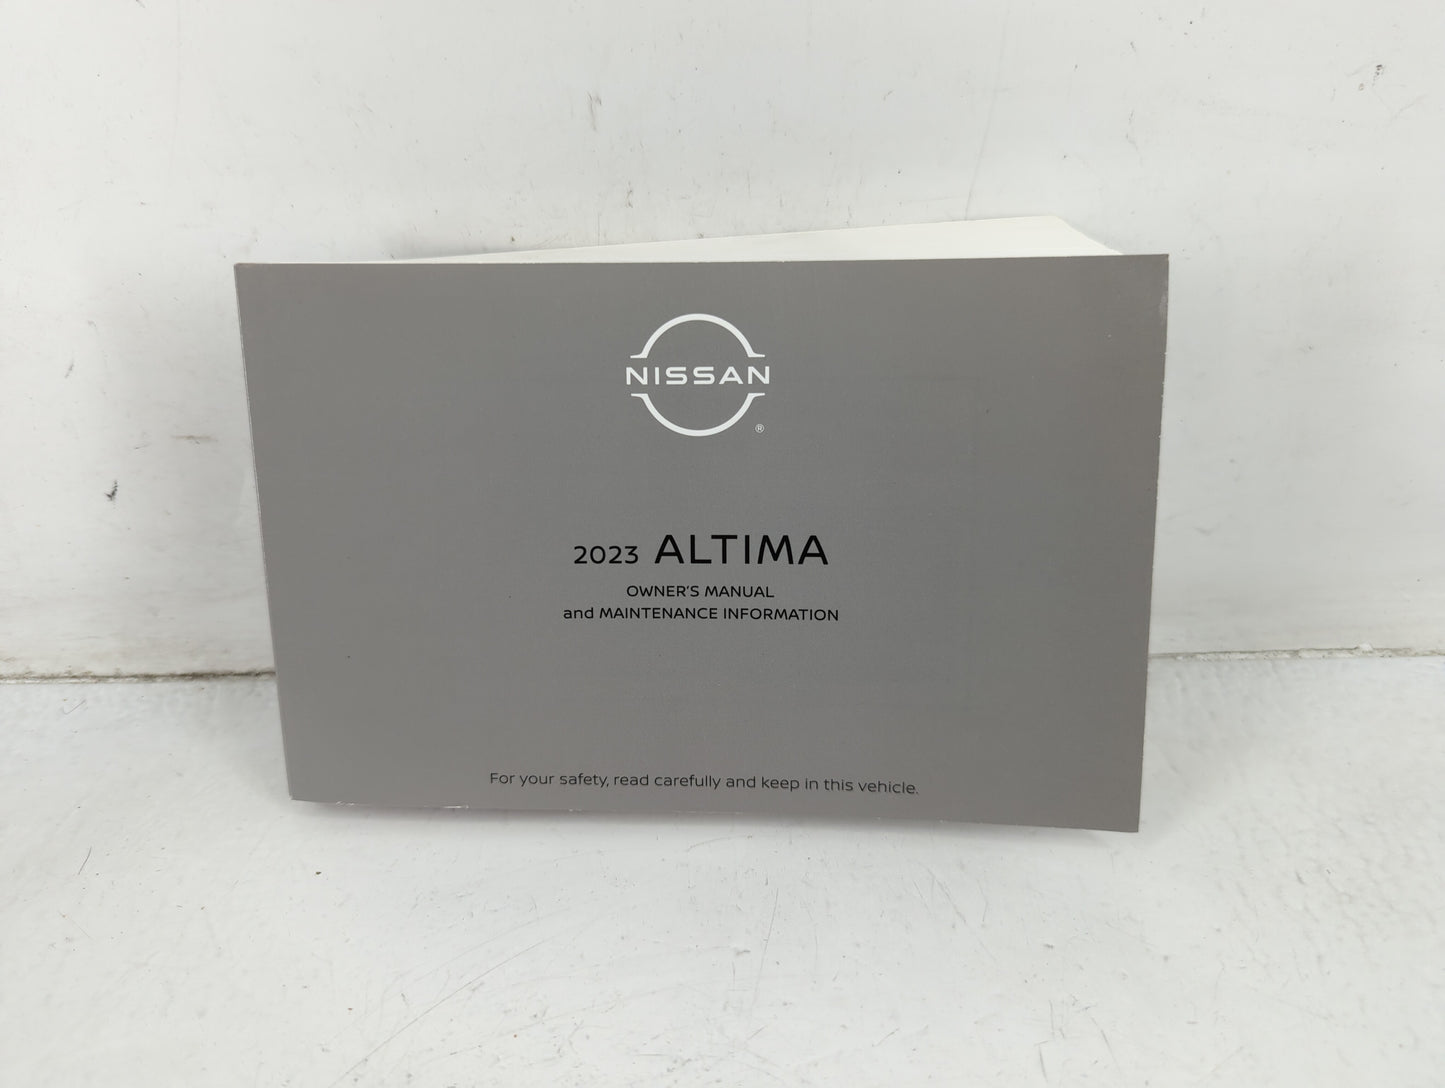 NISSAN
®
2023 ALTIMA
OWNER'S MANUAL
and MAINTENANCE INFORMATION
For your safety, read carefully and keep in this vehicle.